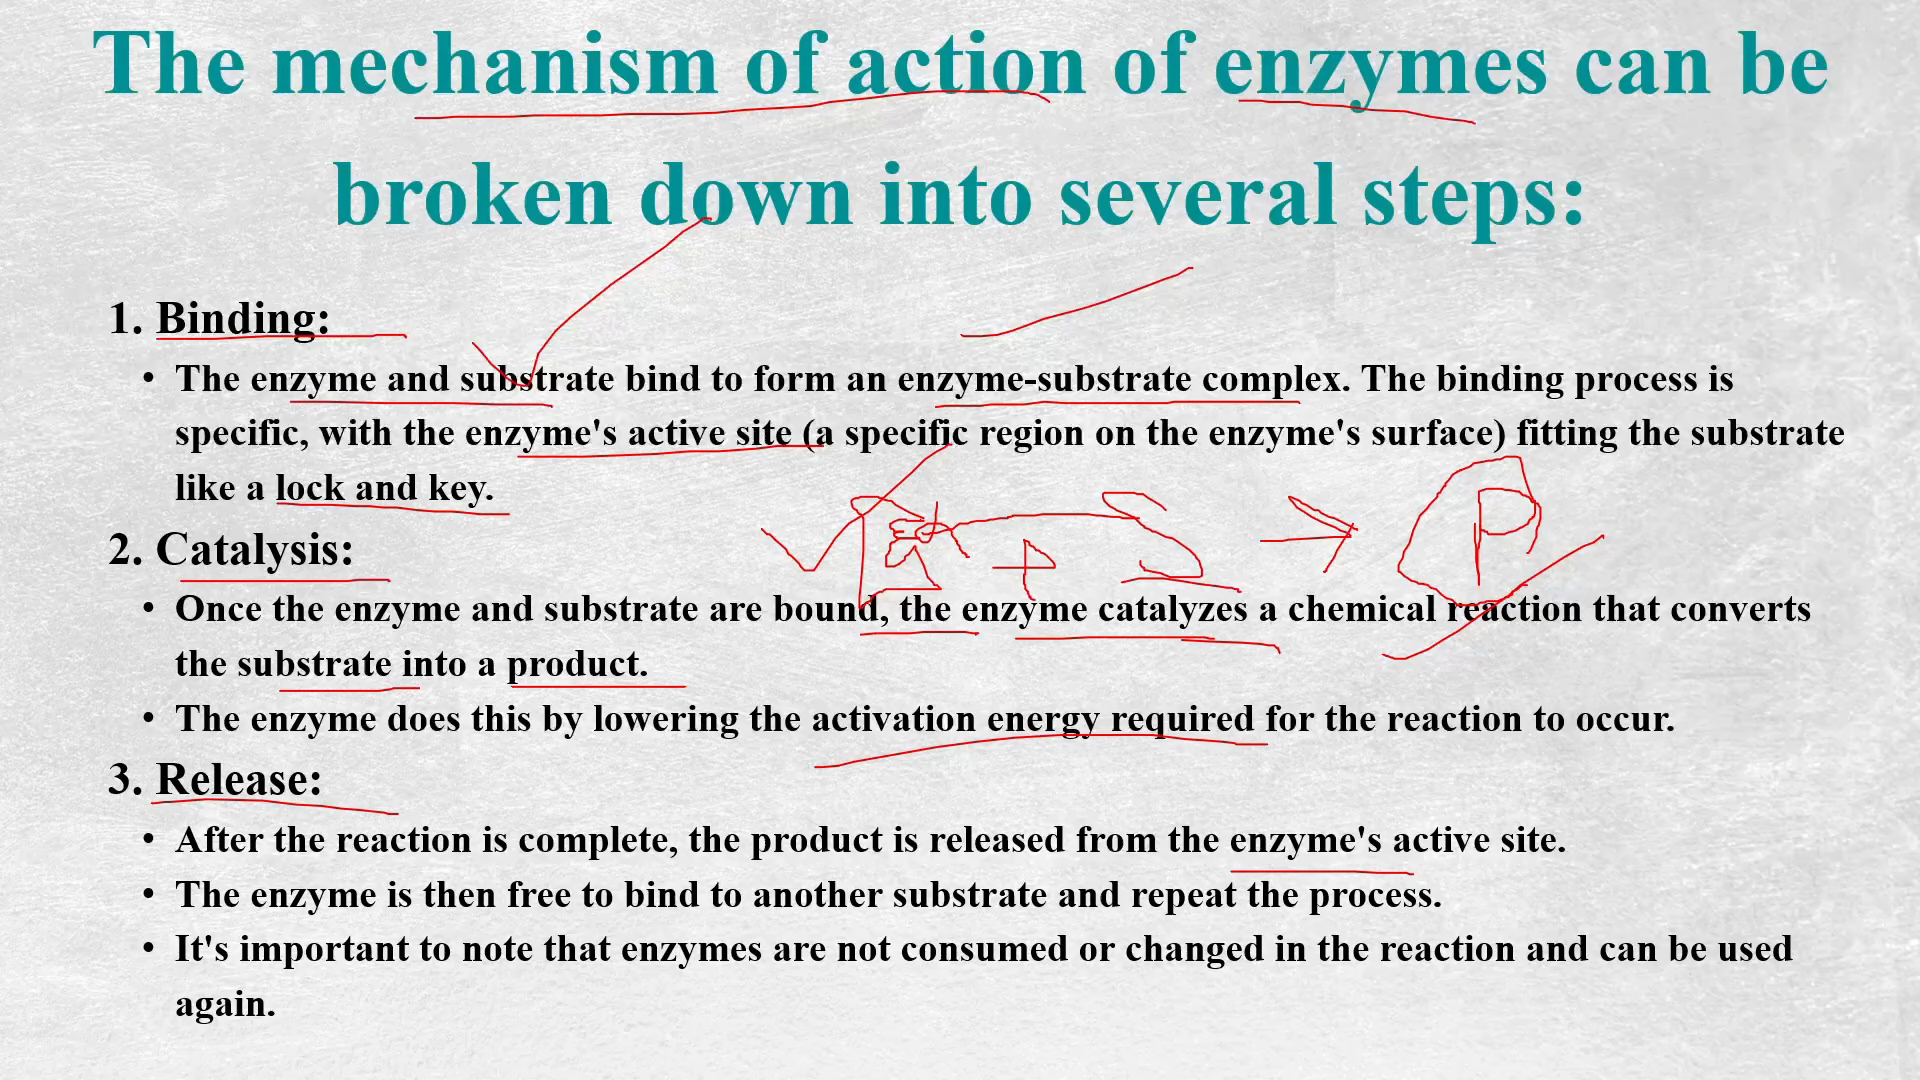 The mechanism of action of enzymes can be
broken down into several steps:
1. Binding:
• The enzyme and substrate bind to form an enzyme-substrate complex. The binding process is
specific, with the enzyme's active site (a specific region on the enzyme's surface) fitting the substrate
like a lock and key.
E + S → P
2. Catalysis:
• Once the enzyme and substrate are bound, the enzyme catalyzes a chemical reaction that converts
the substrate into a product.
• The enzyme does this by lowering the activation energy required for the reaction to occur.
3. Release:
• After the reaction is complete, the product is released from the enzyme's active site.
• The enzyme is then free to bind to another substrate and repeat the process.
• It's important to note that enzymes are not consumed or changed in the reaction and can be used
again.